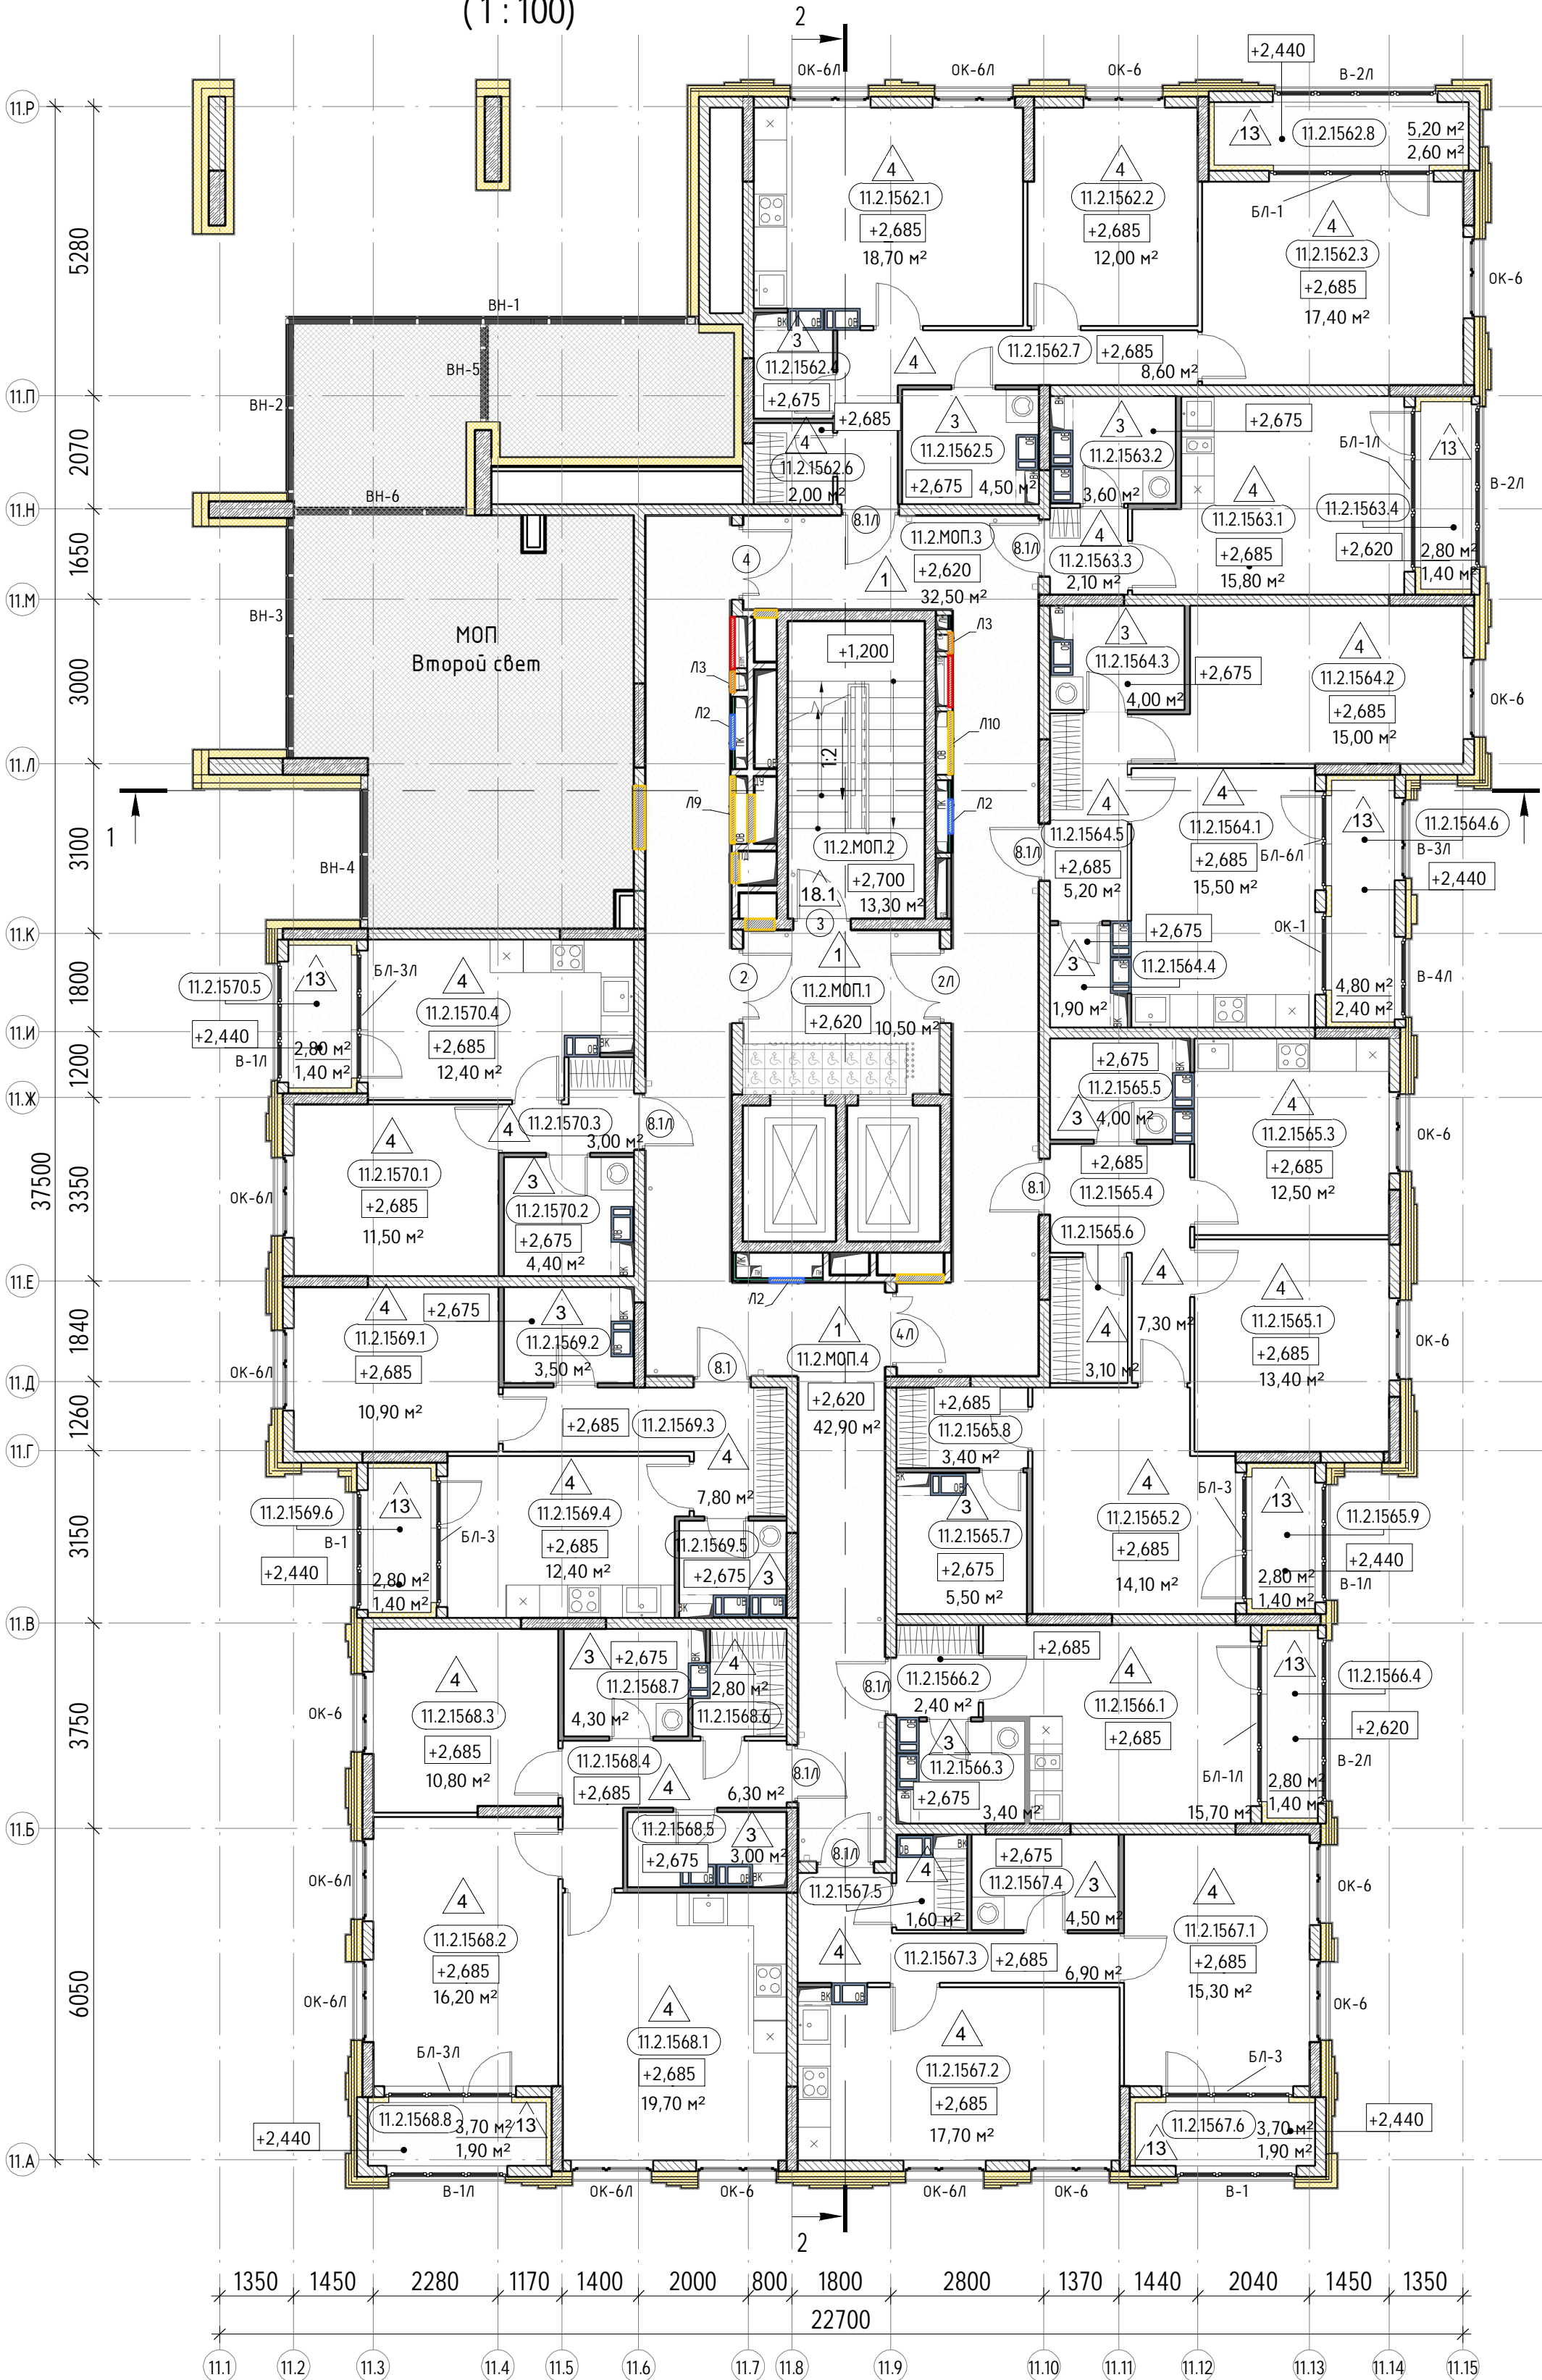 (1 : 100)
2
+2,440
ОК-6Л
ОК-6Л
ОК-6
В-2Л
11.Р
13
11.2.1562.8
5,20 м²
2,60 м²
4
11.2.1562.1
+2,685
18,70 м²
4
11.2.1562.2
+2,685
12,00 м²
БЛ-1
4
11.2.1562.3
+2,685
17,40 м²
ОК-6
5280
ВН-1
ВК
ОВ
ОВ
3
11.2.1562.4
+2,675
4
11.2.1562.7
+2,685
8,60 м²
ВН-5
ВН-2
11.П
+2,685
4
11.2.1562.6
2,00 м²
3
11.2.1562.5
+2,675
4,50 м²
ОВ
ВК
ВК
ОВ
ОВ
3
11.2.1563.2
3,60 м²
+2,675
БЛ-1Л
13
В-2Л
2070
ВН-6
11.Н
4
11.2.1563.1
+2,685
15,80 м²
11.2.1563.4
+2,620
2,80 м²
1,40 м²
8.1Л
11.2.МОП.3
+2,620
32,50 м²
1
8.1Л
4
11.2.1563.3
2,10 м²
4
1650
11.М
ВН-3
МОП
Второй свет
+1,200
Л3
Л3
Л2
Л10
Л9
Л2
1:2
3
11.2.1564.3
4,00 м²
+2,675
4
11.2.1564.2
+2,685
15,00 м²
ОК-6
3000
11.Л
1
11.2.МОП.2
+2,700
13,30 м²
18.1
3
8.1Л
4
11.2.1564.5
+2,685
5,20 м²
4
11.2.1564.1
+2,685
15,50 м²
БЛ-6Л
13
11.2.1564.6
В-3Л
+2,440
3100
ВН-4
11.К
+2,675
ОК-1
3
11.2.1564.4
1,90 м²
4,80 м²
2,40 м²
В-4Л
13
11.2.1570.5
БЛ-3Л
+2,440
В-1Л
2,80 м²
1,40 м²
4
11.2.1570.4
+2,685
12,40 м²
ОВ
ВК
2
2Л
1
11.2.МОП.1
+2,620
10,50 м²
1800
11.И
1200
11.Ж
+2,675
11.2.1565.5
3
4,00 м²
ВК
ОВ
ОВ
4
11.2.1565.3
+2,685
12,50 м²
ОК-6
4
11.2.1570.3
3,00 м²
8.1Л
4
11.2.1570.1
+2,685
11,50 м²
ОК-6Л
3
11.2.1570.2
+2,675
4,40 м²
ОВ
ВК
37500
3350
8.1
+2,685
11.2.1565.4
11.2.1565.6
4
7,30 м²
4
3,10 м²
4
11.2.1565.1
+2,685
13,40 м²
ОК-6
11.Е
Л2
4
11.2.1569.1
+2,685
10,90 м²
ОК-6Л
+2,675
3
11.2.1569.2
3,50 м²
ВК
ОВ
1840
8.1
1
11.2.МОП.4
+2,620
42,90 м²
4Л
11.Д
1260
+2,685
11.2.1569.3
4
7,80 м²
+2,685
11.2.1565.8
3,40 м²
11.Г
13
11.2.1569.6
В-1
+2,440
2,80 м²
1,40 м²
БЛ-3
4
11.2.1569.4
+2,685
12,40 м²
11.2.1569.5
+2,675
3
ВК
ВК
ОВ
3
11.2.1565.7
+2,675
5,50 м²
4
11.2.1565.2
+2,685
14,10 м²
БЛ-3
13
11.2.1565.9
+2,440
В-1Л
2,80 м²
1,40 м²
3150
11.В
4
11.2.1568.3
+2,685
10,80 м²
ОК-6
3
+2,675
11.2.1568.7
4,30 м²
ВК
ОВ
4
2,80 м²
11.2.1568.6
8.1Л
11.2.1566.2
2,40 м²
+2,685
4
11.2.1566.1
+2,685
15,70 м²
13
11.2.1566.4
+2,620
В-2Л
БЛ-1Л
2,80 м²
1,40 м²
3750
11.2.1568.4
+2,685
4
6,30 м²
8.1Л
3
11.2.1566.3
+2,675
3,40 м²
ОВ
ОВ
ВК
11.Б
11.2.1568.5
+2,675
3
3,00 м²
ОВ
ОВ
ВК
8.1Л
ОВ
ВК
4
11.2.1567.5
1,60 м²
+2,675
11.2.1567.4
3
4,50 м²
ОК-6
ОК-6Л
4
11.2.1568.2
+2,685
16,20 м²
ОК-6Л
4
11.2.1567.3
+2,685
6,90 м²
4
11.2.1567.1
+2,685
15,30 м²
ОК-6
6050
4
11.2.1568.1
+2,685
19,70 м²
ВК
ОВ
4
11.2.1567.2
+2,685
17,70 м²
БЛ-3Л
БЛ-3
11.2.1568.8
3,70 м²
1,90 м²
13
+2,440
11.2.1567.6
3,70 м²
1,90 м²
13
+2,440
11.А
В-1Л
ОК-6Л
ОК-6
ОК-6Л
ОК-6
В-1
2
1350
1450
2280
1170
1400
2000
800
1800
2800
1370
1440
2040
1450
1350
22700
11.1
11.2
11.3
11.4
11.5
11.6
11.7
11.8
11.9
11.10
11.11
11.12
11.13
11.14
11.15